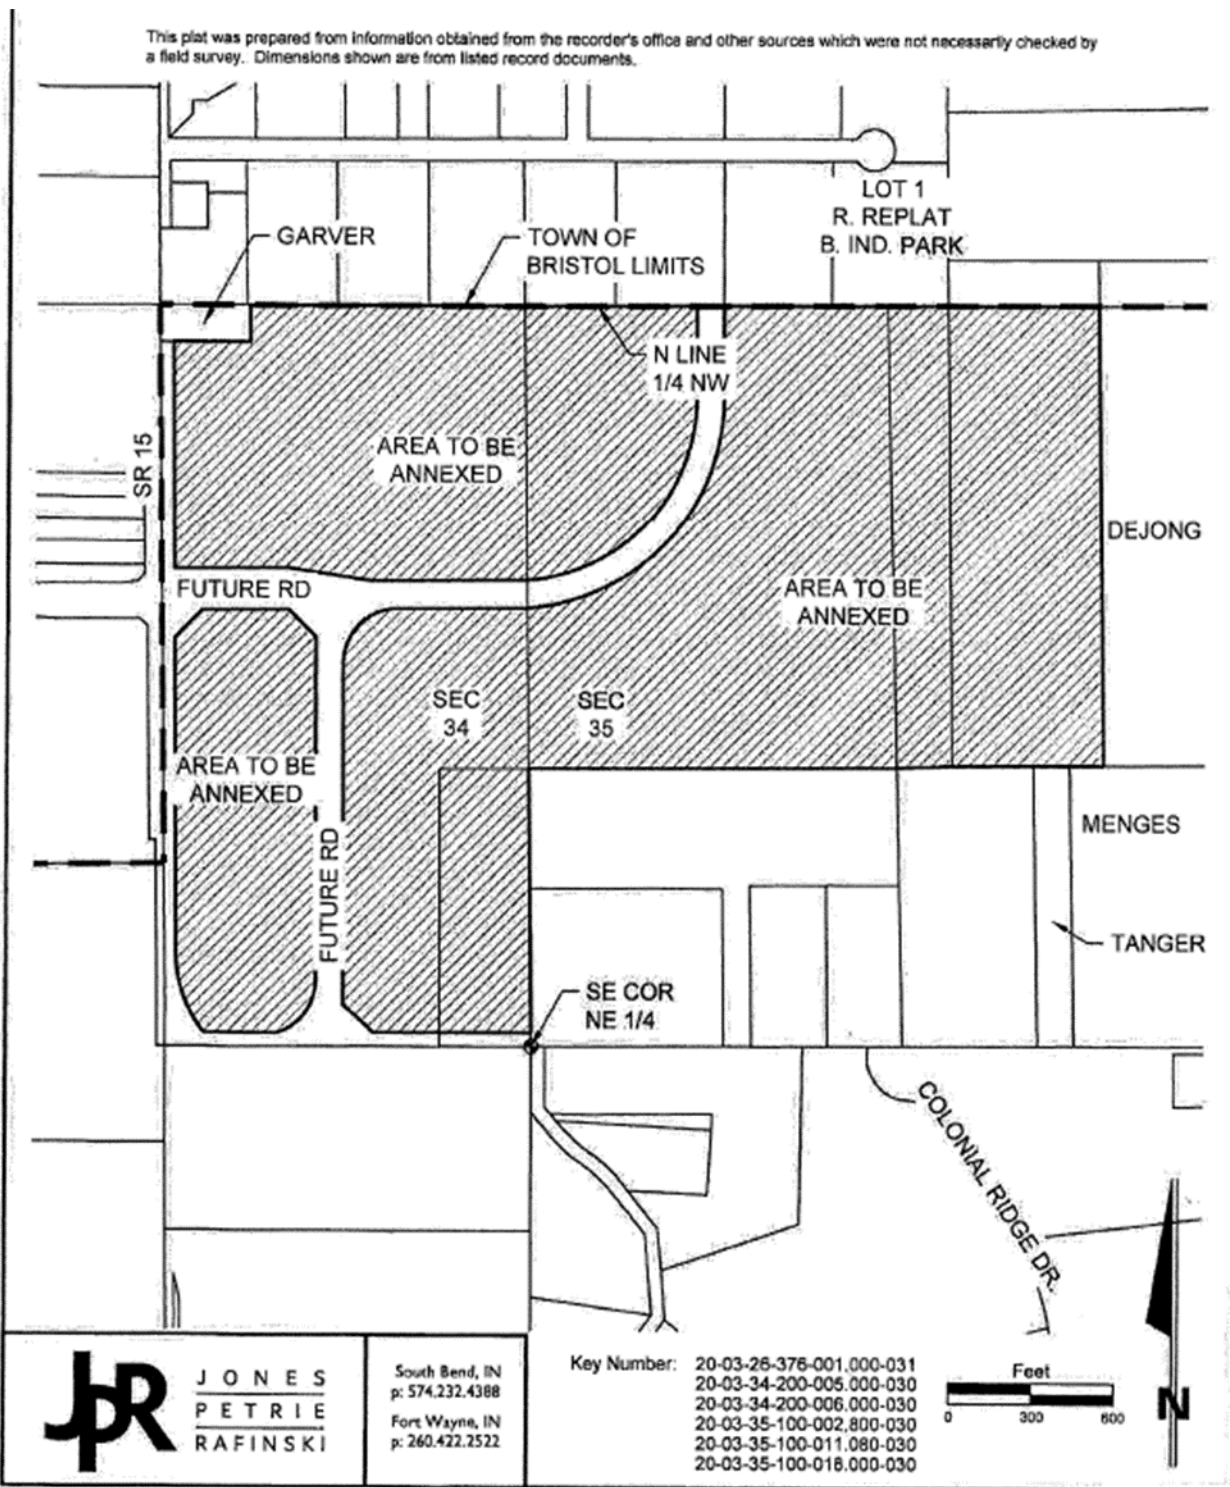 This plat was prepared from information obtained from the recorder's office and other sources which were not necessarily checked by
a field survey. Dimensions shown are from listed record documents.
LOT 1
R. REPLAT
B. IND. PARK
GARVER
TOWN OF
BRISTOL LIMITS
N LINE
1/4 NW
AREA TO BE
ANNEXED
SR 15
DEJONG
FUTURE RD
AREA TO BE
ANNEXED
SEC
34
SEC
35
AREA TO BE
ANNEXED
MENGES
FUTURE RD
TANGER
SE COR
NE 1/4
COLONIAL RIDGE DR.
JPR
JONES
PETRIE
RAFINSKI
South Bend, IN
p: 574.232.4388
Fort Wayne, IN
p: 260.422.2522
Key Number: 20-03-26-376-001.000-031
20-03-34-200-005.000-030
20-03-34-200-006.000-030
20-03-35-100-002.800-030
20-03-35-100-011.080-030
20-03-35-100-018.000-030
Feet
0 300 600
N